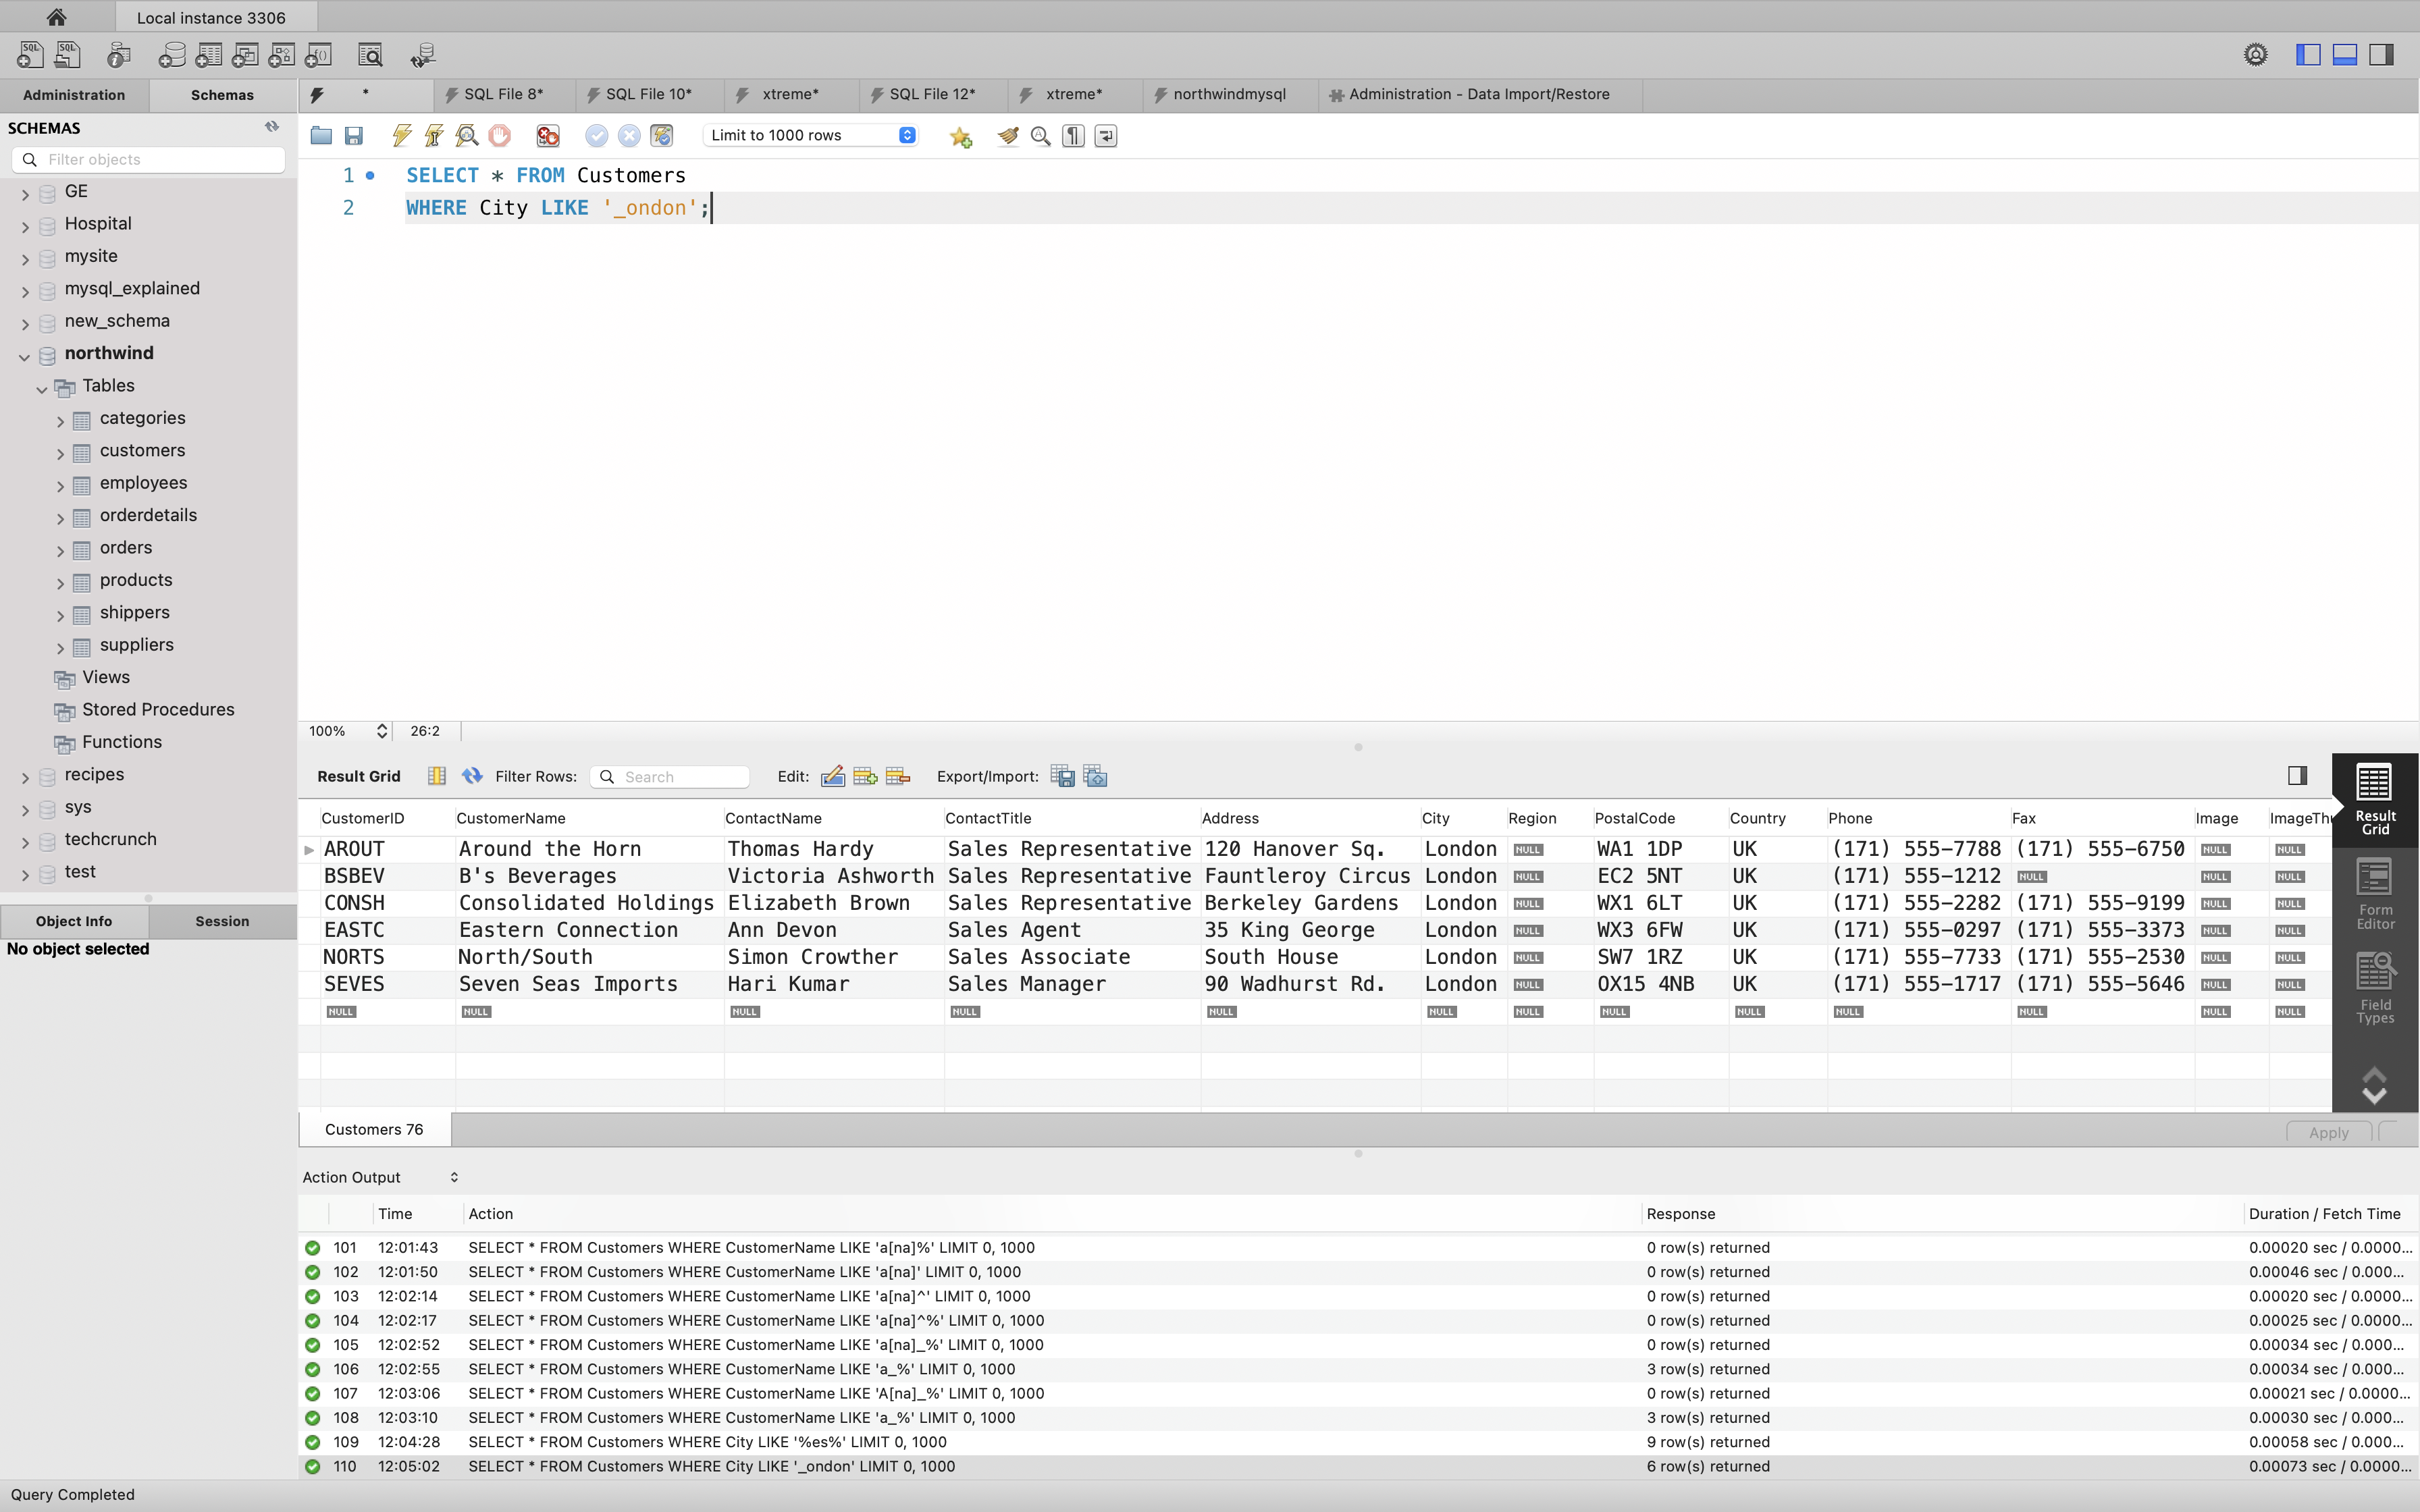 Local instance 3306
Administration Schemas * SQL File 8* SQL File 10* xtreme* SQL File 12* xtreme* northwindmysql Administration - Data Import/Restore
SCHEMAS
Limit to 1000 rows
Filter objects
1 SELECT * FROM Customers
2 WHERE City LIKE '_ondon';
GE
Hospital
mysite
mysql_explained
new_schema
northwind
Tables
categories
customers
employees
orderdetails
orders
products
shippers
suppliers
Views
Stored Procedures
Functions
recipes
sys
techcrunch
test
Object Info Session
No object selected
100% 26:2
Result Grid Filter Rows: Search Edit: Export/Import:
CustomerID CustomerName ContactName ContactTitle Address City Region PostalCode Country Phone Fax Image ImageThu
AROUT Around the Horn Thomas Hardy Sales Representative 120 Hanover Sq. London NULL WA1 1DP UK (171) 555-7788 (171) 555-6750 NULL NULL
BSBEV B's Beverages Victoria Ashworth Sales Representative Fauntleroy Circus London NULL EC2 5NT UK (171) 555-1212 NULL NULL NULL
CONSH Consolidated Holdings Elizabeth Brown Sales Representative Berkeley Gardens London NULL WX1 6LT UK (171) 555-2282 (171) 555-9199 NULL NULL
EASTC Eastern Connection Ann Devon Sales Agent 35 King George London NULL WX3 6FW UK (171) 555-0297 (171) 555-3373 NULL NULL
NORTS North/South Simon Crowther Sales Associate South House London NULL SW7 1RZ UK (171) 555-7733 (171) 555-2530 NULL NULL
SEVES Seven Seas Imports Hari Kumar Sales Manager 90 Wadhurst Rd. London NULL OX15 4NB UK (171) 555-1717 (171) 555-5646 NULL NULL
NULL NULL NULL NULL NULL NULL NULL NULL NULL NULL NULL NULL NULL
Result
Grid
Form
Editor
Field
Types
Customers 76
Apply
Action Output
Time Action Response Duration / Fetch Time
101 12:01:43 SELECT * FROM Customers WHERE CustomerName LIKE 'a[na]%' LIMIT 0, 1000 0 row(s) returned 0.00020 sec / 0.0000...
102 12:01:50 SELECT * FROM Customers WHERE CustomerName LIKE 'a[na]' LIMIT 0, 1000 0 row(s) returned 0.00046 sec / 0.000...
103 12:02:14 SELECT * FROM Customers WHERE CustomerName LIKE 'a[na]^' LIMIT 0, 1000 0 row(s) returned 0.00020 sec / 0.0000...
104 12:02:17 SELECT * FROM Customers WHERE CustomerName LIKE 'a[na]^%' LIMIT 0, 1000 0 row(s) returned 0.00025 sec / 0.0000...
105 12:02:52 SELECT * FROM Customers WHERE CustomerName LIKE 'a[na]_%' LIMIT 0, 1000 0 row(s) returned 0.00034 sec / 0.000...
106 12:02:55 SELECT * FROM Customers WHERE CustomerName LIKE 'a_%' LIMIT 0, 1000 3 row(s) returned 0.00034 sec / 0.000...
107 12:03:06 SELECT * FROM Customers WHERE CustomerName LIKE 'A[na]_%' LIMIT 0, 1000 0 row(s) returned 0.00021 sec / 0.0000...
108 12:03:10 SELECT * FROM Customers WHERE CustomerName LIKE 'a_%' LIMIT 0, 1000 3 row(s) returned 0.00030 sec / 0.000...
109 12:04:28 SELECT * FROM Customers WHERE City LIKE '%es%' LIMIT 0, 1000 9 row(s) returned 0.00058 sec / 0.000...
110 12:05:02 SELECT * FROM Customers WHERE City LIKE '_ondon' LIMIT 0, 1000 6 row(s) returned 0.00073 sec / 0.0000...
Query Completed